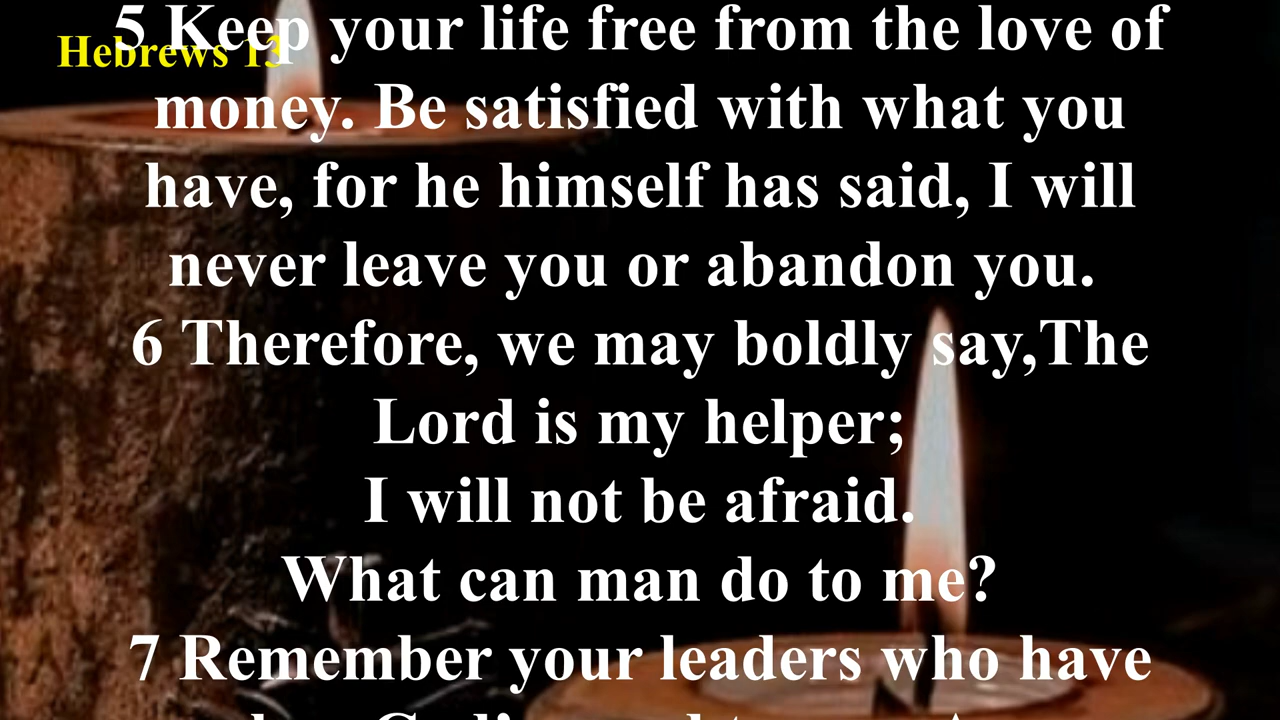 5 Keep your life free from the love of
Hebrews 13
money. Be satisfied with what you
have, for he himself has said, I will
never leave you or abandon you.
6 Therefore, we may boldly say,The
Lord is my helper;
I will not be afraid.
What can man do to me?
7 Remember your leaders who have